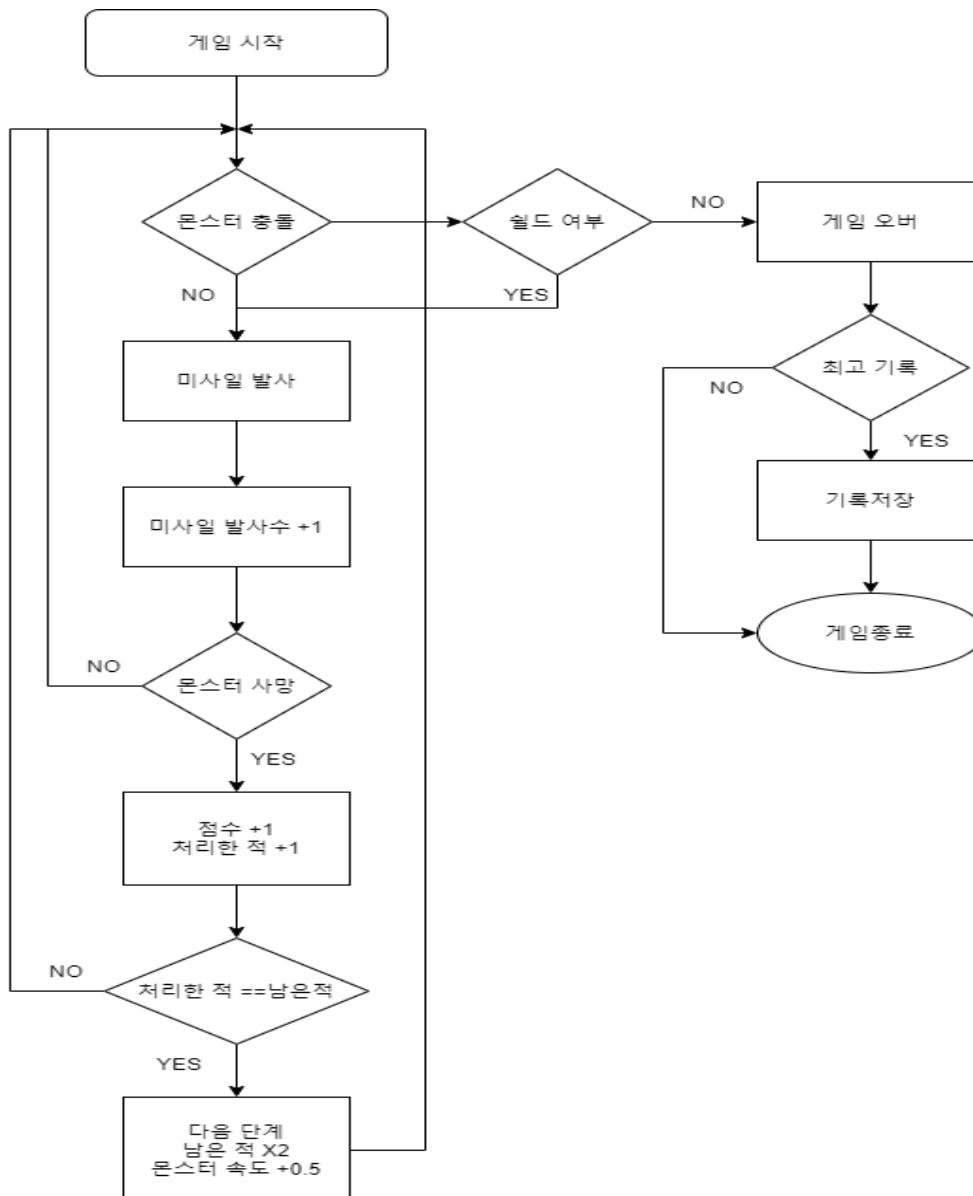 게임 시작
몬스터 충돌
쉴드 여부
NO
게임 오버
NO
YES
미사일 발사
최고 기록
NO
YES
미사일 발사수 +1
기록저장
게임종료
몬스터 사망
NO
YES
점수 +1
처리한 적 +1
처리한 적 ==남은적
NO
YES
다음 단계
남은 적 X2
몬스터 속도 +0.5